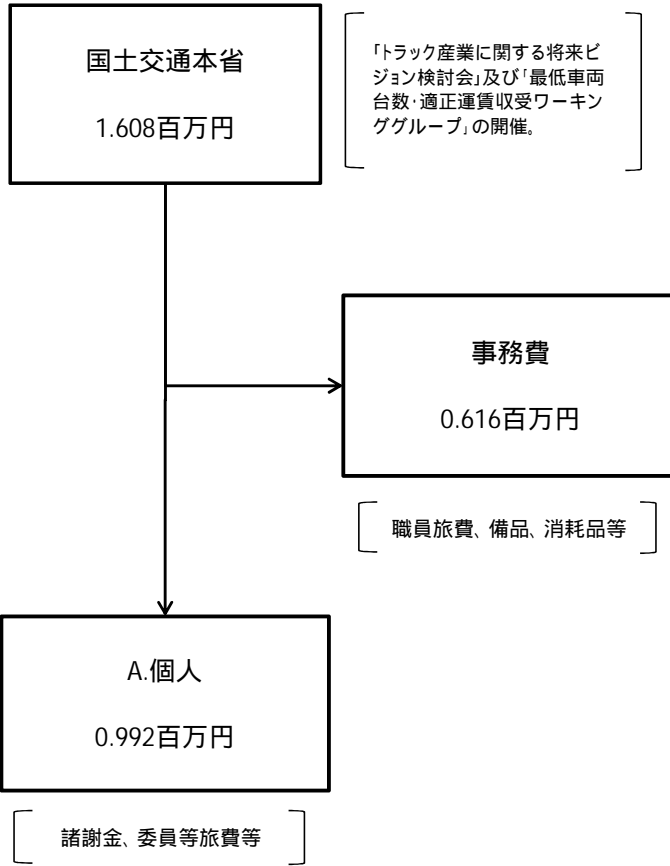 国土交通本省
1.608百万円
「トラック産業に関する将来ビ
ジョン検討会」及び「最低車両
台数・適正運賃収受ワーキン
ググループ」の開催。
事務費
0.616百万円
職員旅費、備品、消耗品等
A.個人
0.992百万円
諸謝金、委員等旅費等